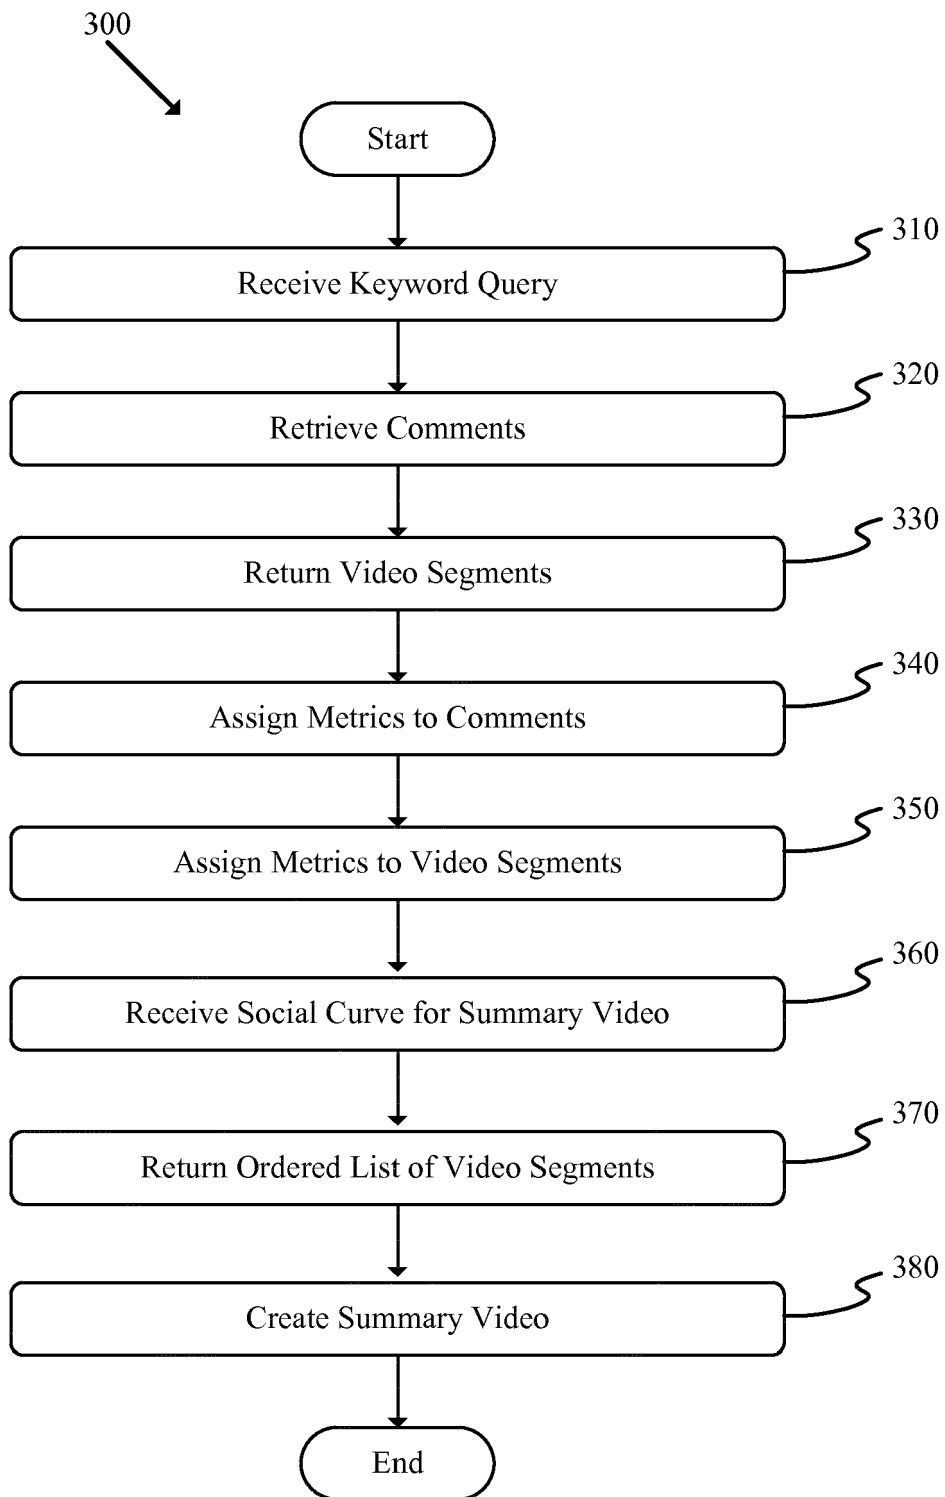 300
Start
310
Receive Keyword Query
320
Retrieve Comments
330
Return Video Segments
340
Assign Metrics to Comments
350
Assign Metrics to Video Segments
360
Receive Social Curve for Summary Video
370
Return Ordered List of Video Segments
380
Create Summary Video
End